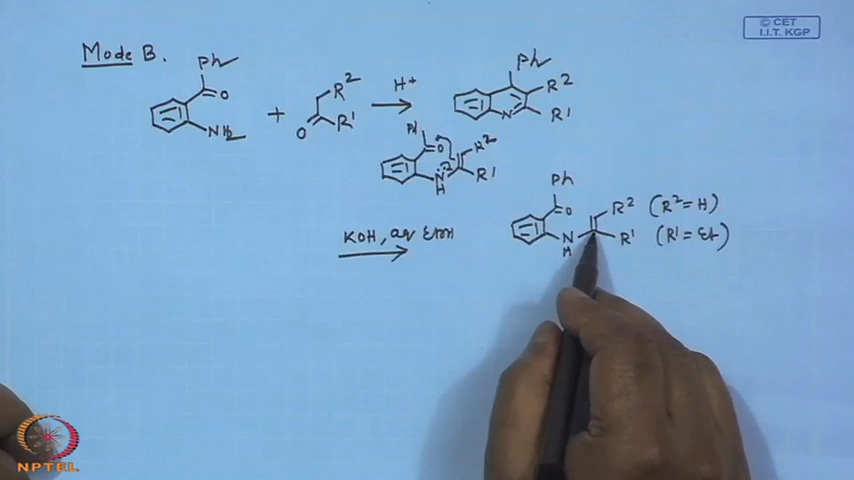 Mode B.
© CET
I.I.T. KGP
Ph
O
NH2
+
R2
R1
O
H+
Ph
R2
N
R1
Ph
O
R2
N
H
R1
KOH, aq EtOH
Ph
O
R2 (R2 = H)
N
H
R1 (R1 = Et)
NPTEL